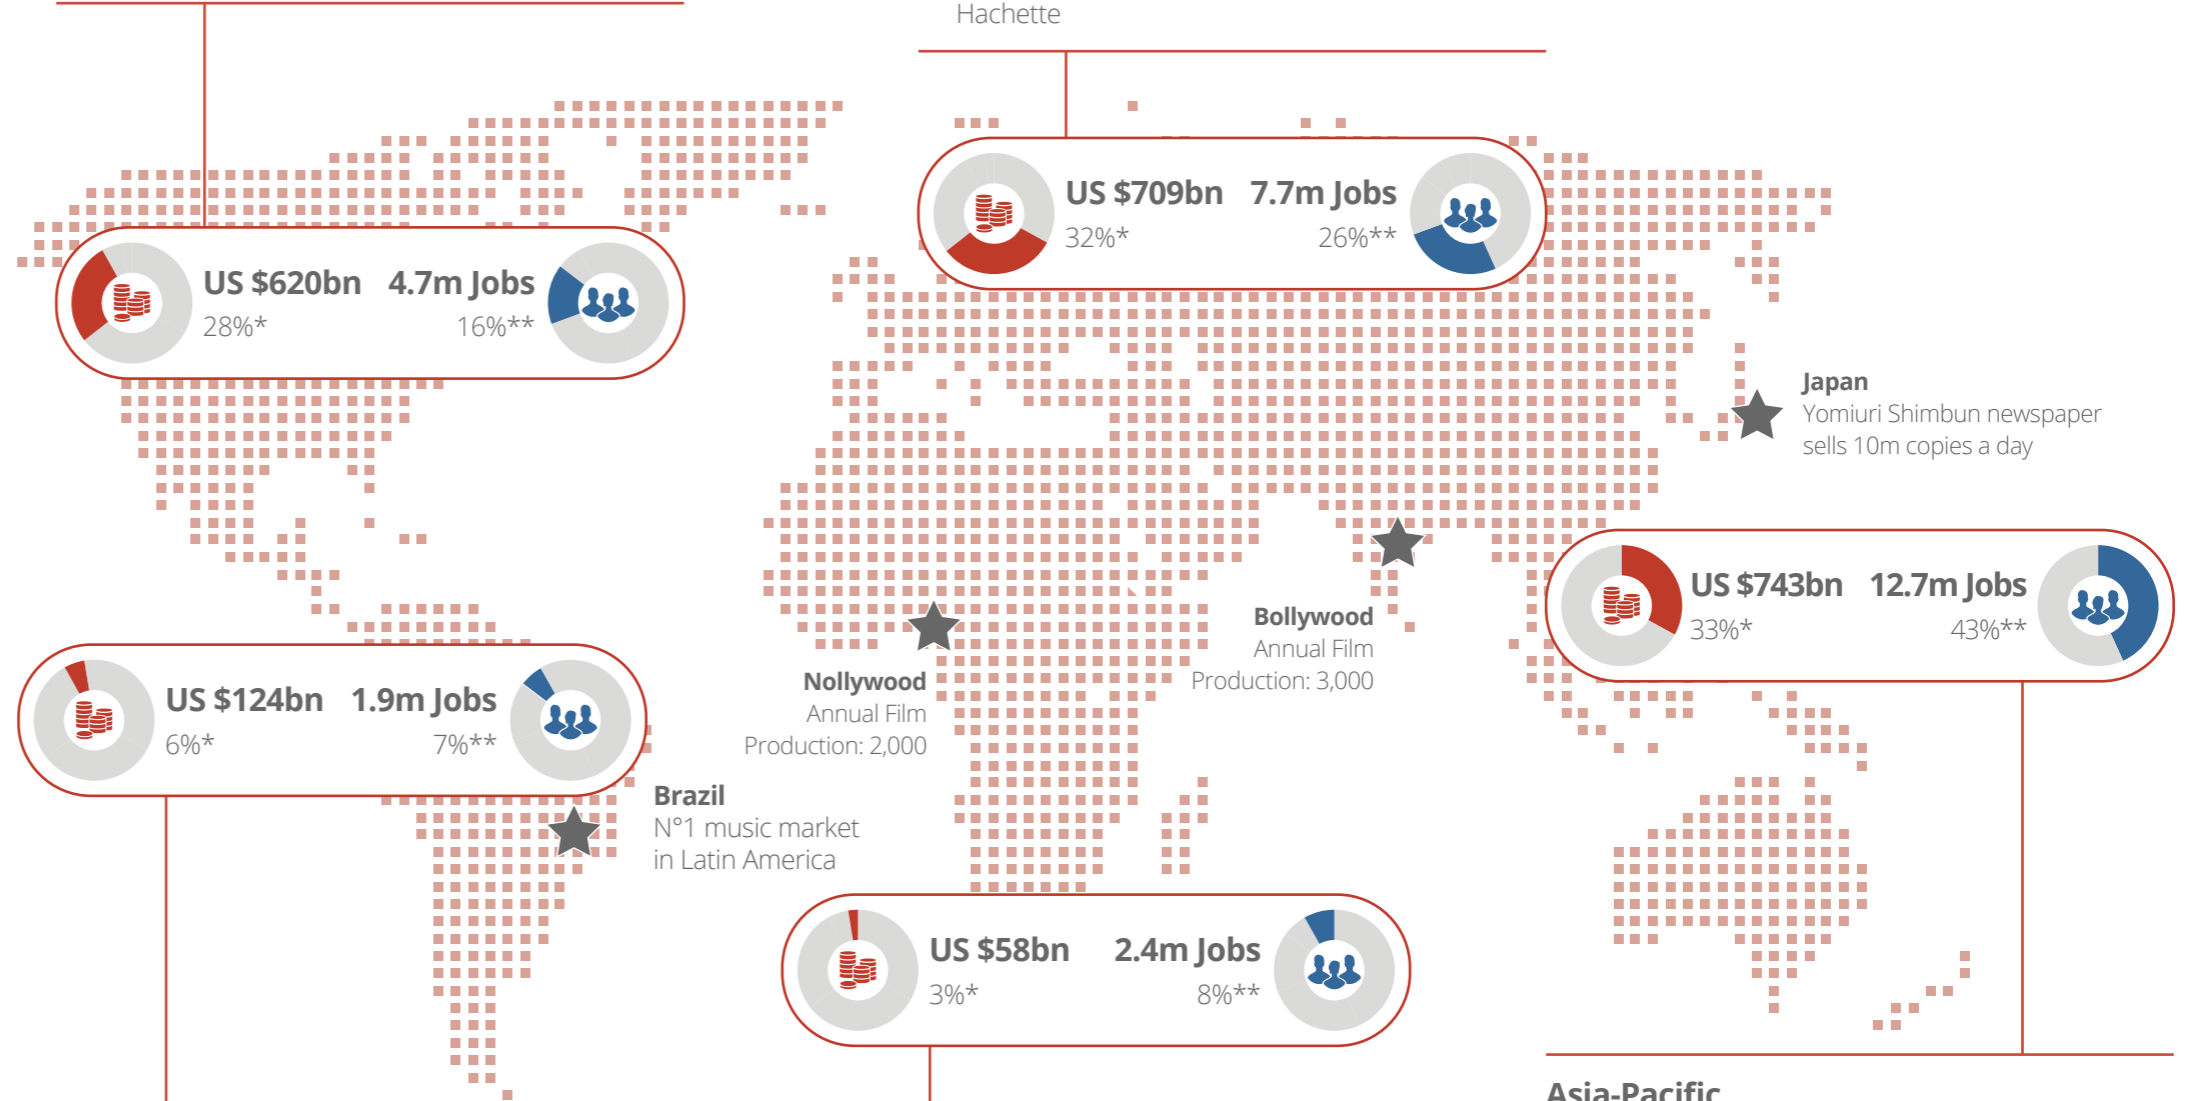 Hachette
US $709bn 7.7m Jobs
32%* 26%**
US $620bn 4.7m Jobs
28%* 16%**
Japan
Yomiuri Shimbun newspaper
sells 10m copies a day
US $743bn 12.7m Jobs
33%* 43%**
Bollywood
Annual Film
Production: 3,000
Nollywood
Annual Film
Production: 2,000
US $124bn 1.9m Jobs
6%* 7%**
Brazil
N°1 music market
in Latin America
US $58bn 2.4m Jobs
3%* 8%**
Asia-Pacific